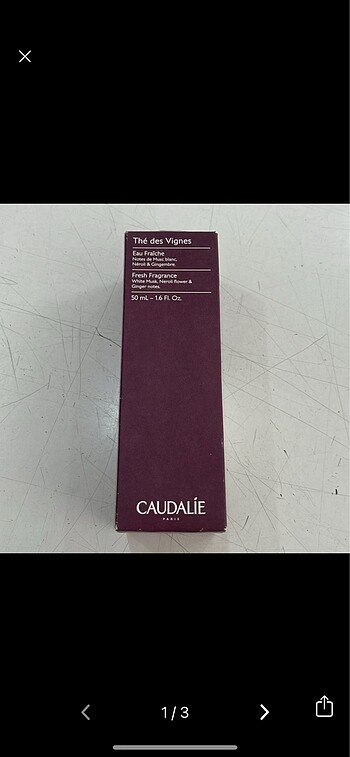 Thé des Vignes
Eau Fraîche
Notes de Musc blanc,
Néroli & Gingembre.
Fresh Fragrance
White Musk, Neroli flower &
Ginger notes.
50 mL – 1.6 Fl. Oz.
CAUDALÍE
PARIS
1/3